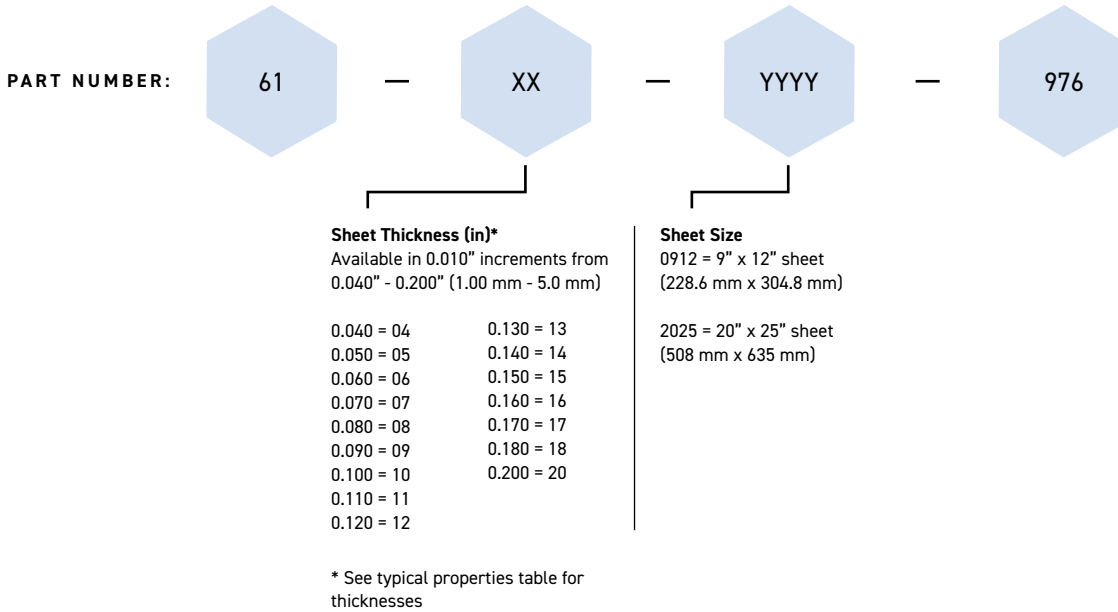 PART NUMBER: 61 — XX — YYYY — 976
Sheet Thickness (in)*
Available in 0.010” increments from
0.040” - 0.200” (1.00 mm - 5.0 mm)
0.040 = 04
0.050 = 05
0.060 = 06
0.070 = 07
0.080 = 08
0.090 = 09
0.100 = 10
0.110 = 11
0.120 = 12
0.130 = 13
0.140 = 14
0.150 = 15
0.160 = 16
0.170 = 17
0.180 = 18
0.200 = 20
* See typical properties table for
thicknesses
Sheet Size
0912 = 9” x 12” sheet
(228.6 mm x 304.8 mm)
2025 = 20” x 25” sheet
(508 mm x 635 mm)